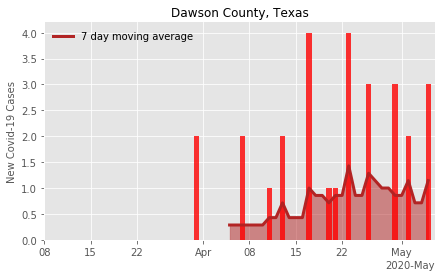 Dawson County, Texas
7 day moving average
New Covid-19 Cases
4.0
3.5
3.0
2.5
2.0
1.5
1.0
0.5
0.0
08 15 22 Apr 08 15 22 May
2020-May